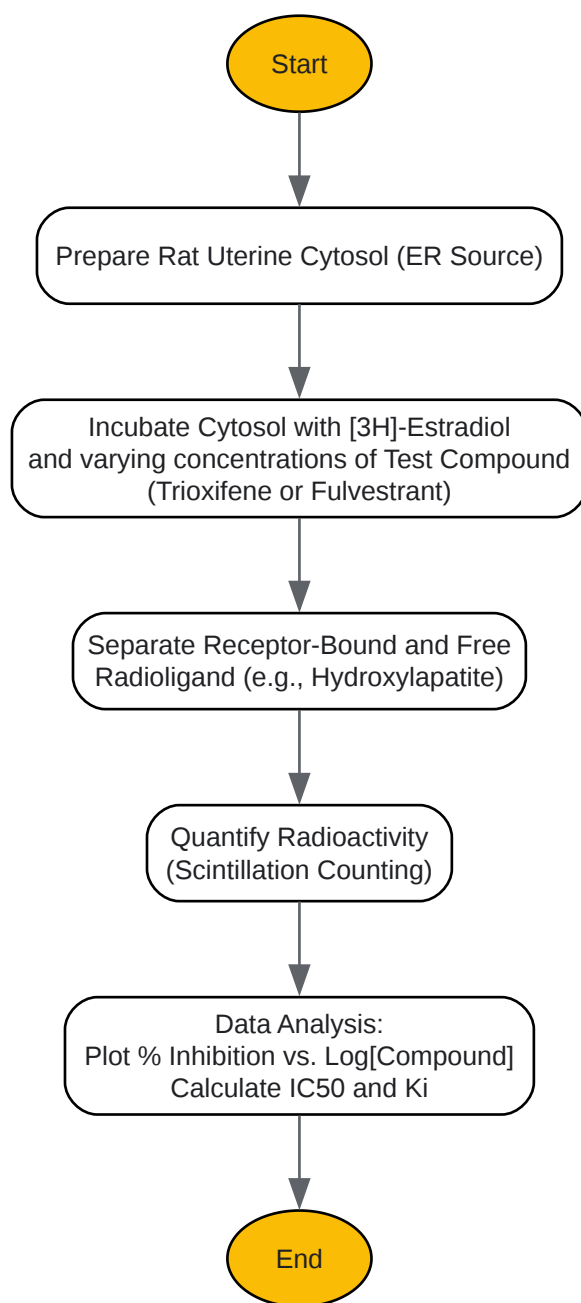 Start
Prepare Rat Uterine Cytosol (ER Source)
Incubate Cytosol with [3H]-Estradiol
and varying concentrations of Test Compound
(Trioxifene or Fulvestrant)
Separate Receptor-Bound and Free
Radioligand (e.g., Hydroxylapatite)
Quantify Radioactivity
(Scintillation Counting)
Data Analysis:
Plot % Inhibition vs. Log[Compound]
Calculate IC50 and Ki
End